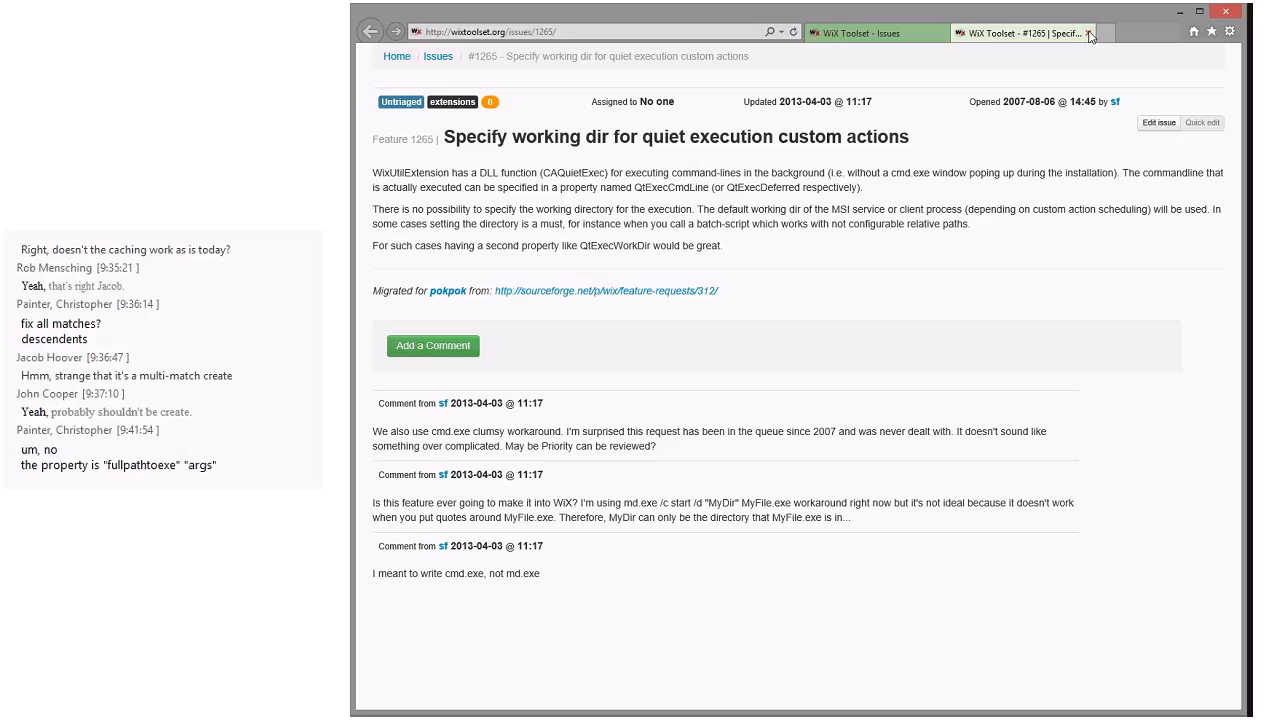 Right, doesn't the caching work as is today?
Rob Mensching [9:35:21 ]
Yeah, that's right Jacob.
Painter, Christopher [9:36:14 ]
fix all matches?
descendents
Jacob Hoover [9:36:47 ]
Hmm, strange that it's a multi-match create
John Cooper [9:37:10 ]
Yeah, probably shouldn't be create.
Painter, Christopher [9:41:54 ]
um, no
the property is "fullpathtoexe" "args"
http://wixtoolset.org/issues/1265/
WiX Toolset - Issues
WiX Toolset - #1265 | Specif...
Home Issues #1265 - Specify working dir for quiet execution custom actions
Untriaged extensions 0 Assigned to No one Updated 2013-04-03 @ 11:17 Opened 2007-08-06 @ 14:45 by sf
Edit issue Quick edit
Feature 1265 | Specify working dir for quiet execution custom actions
WixUtilExtension has a DLL function (CAQuietExec) for executing command-lines in the background (i.e. without a cmd.exe window poping up during the installation). The commandline that
is actually executed can be specified in a property named QtExecCmdLine (or QtExecDeferred respectively).
There is no possibility to specify the working directory for the execution. The default working dir of the MSI service or client process (depending on custom action scheduling) will be used. In
some cases setting the directory is a must, for instance when you call a batch-script which works with not configurable relative paths.
For such cases having a second property like QtExecWorkDir would be great.
Migrated for pokpok from: http://sourceforge.net/p/wix/feature-requests/312/
Add a Comment
Comment from sf 2013-04-03 @ 11:17
We also use cmd.exe clumsy workaround. I'm surprised this request has been in the queue since 2007 and was never dealt with. It doesn't sound like
something over complicated. May be Priority can be reviewed?
Comment from sf 2013-04-03 @ 11:17
Is this feature ever going to make it into WiX? I'm using md.exe /c start /d "MyDir" MyFile.exe workaround right now but it's not ideal because it doesn't work
when you put quotes around MyFile.exe. Therefore, MyDir can only be the directory that MyFile.exe is in...
Comment from sf 2013-04-03 @ 11:17
I meant to write cmd.exe, not md.exe